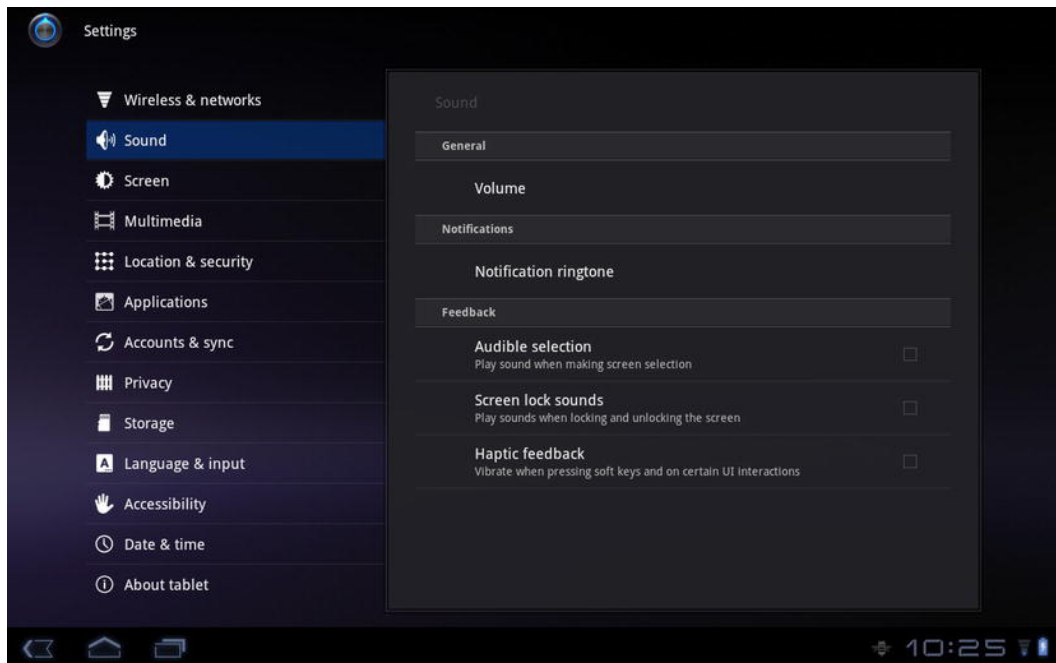 Settings
Wireless & networks
Sound
Screen
Multimedia
Location & security
Applications
Accounts & sync
Privacy
Storage
Language & input
Accessibility
Date & time
About tablet
Sound
General
Volume
Notifications
Notification ringtone
Feedback
Audible selection
Play sound when making screen selection
Screen lock sounds
Play sounds when locking and unlocking the screen
Haptic feedback
Vibrate when pressing soft keys and on certain UI interactions
10:25